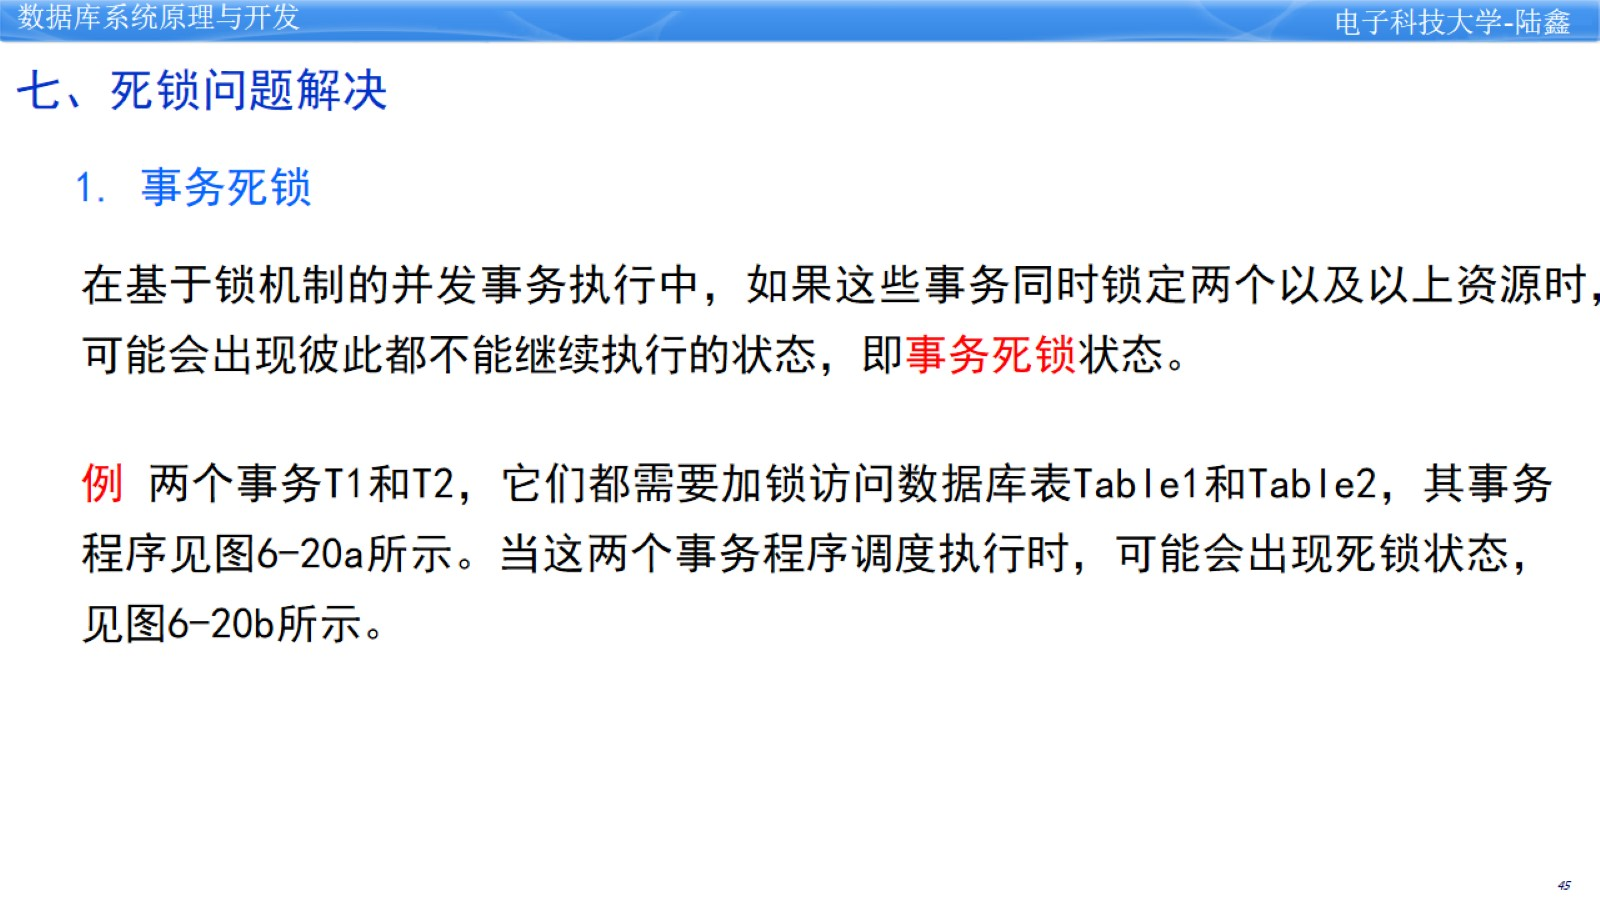 数据库系统原理与开发
电子科技大学-陆鑫
七、死锁问题解决
1. 事务死锁
在基于锁机制的并发事务执行中，如果这些事务同时锁定两个以及以上资源时，
可能会出现彼此都不能继续执行的状态，即事务死锁状态。
例 两个事务T1和T2，它们都需要加锁访问数据库表Table1和Table2，其事务
程序见图6-20a所示。当这两个事务程序调度执行时，可能会出现死锁状态，
见图6-20b所示。
45